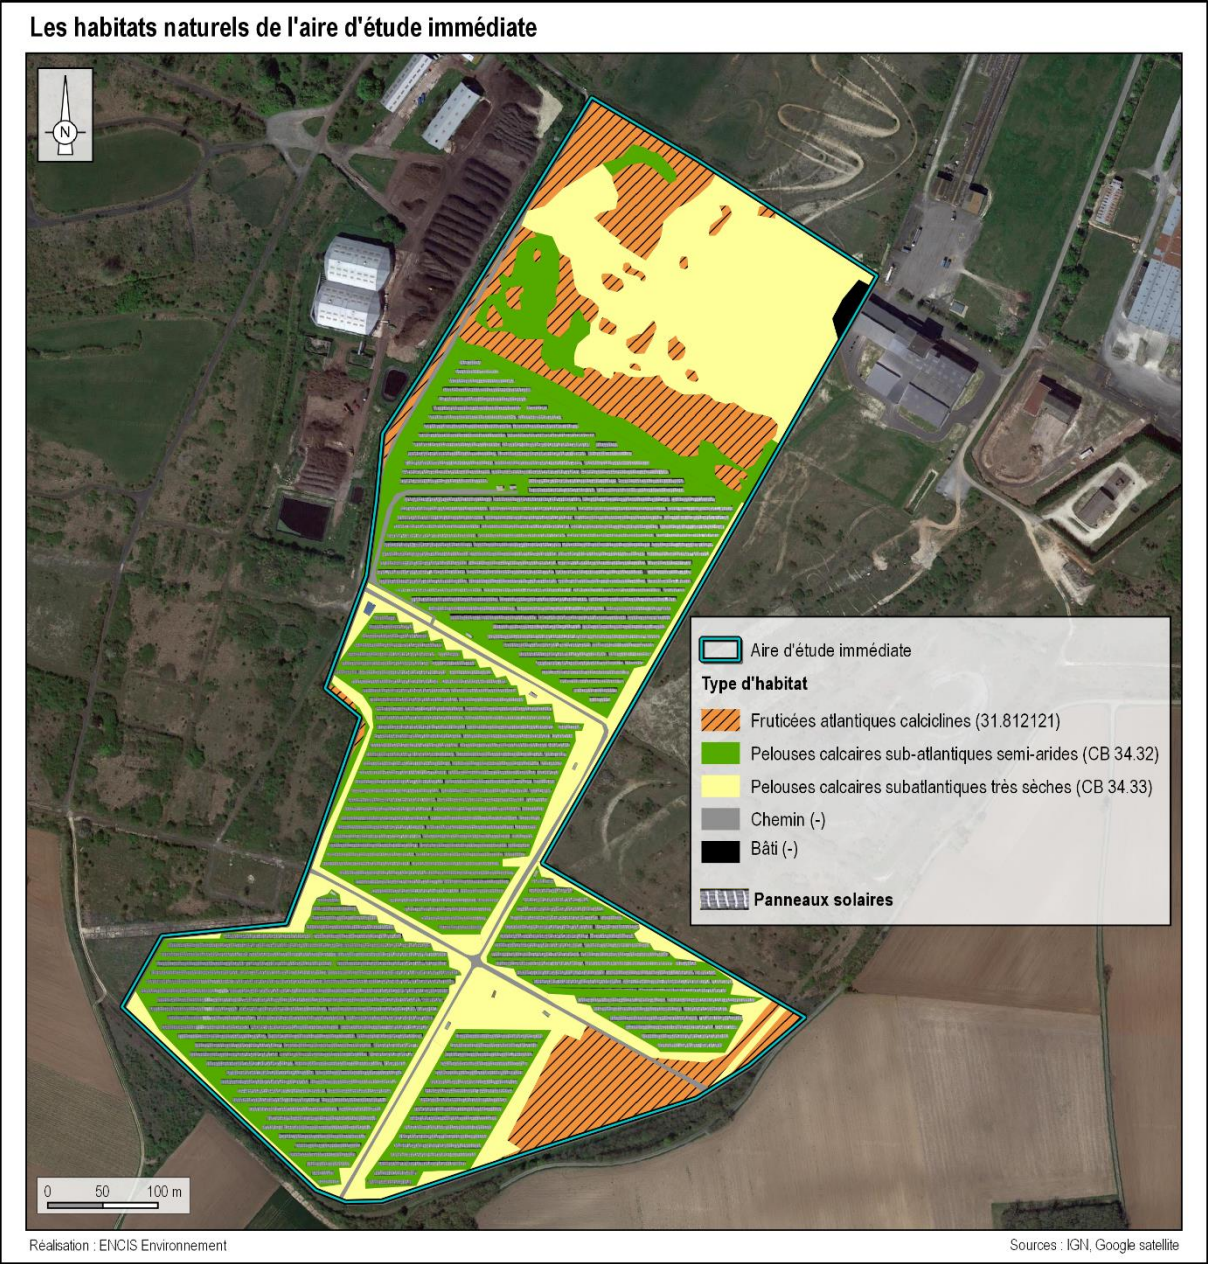 Les habitats naturels de l'aire d'étude immédiate
N
Aire d'étude immédiate
Type d'habitat
Fruticées atlantiques calciclines (31.812121)
Pelouses calcaires sub-atlantiques semi-arides (CB 34.32)
Pelouses calcaires subatlantiques très sèches (CB 34.33)
Chemin (-)
Bâti (-)
Panneaux solaires
0 50 100 m
Réalisation : ENCIS Environnement
Sources : IGN, Google satellite